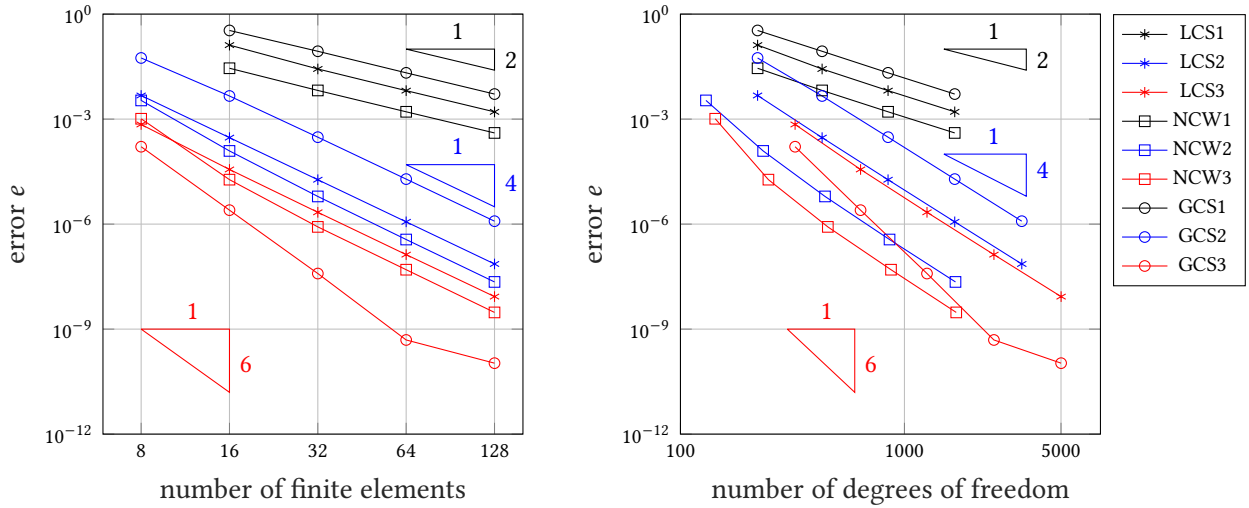 10^0
10^-3
10^-6
10^-9
10^-12
error e
8
16
32
64
128
number of finite elements
1
2
1
4
1
6
10^0
10^-3
10^-6
10^-9
10^-12
error e
100
1000
5000
number of degrees of freedom
1
2
1
4
1
6
LCS1
LCS2
LCS3
NCW1
NCW2
NCW3
GCS1
GCS2
GCS3